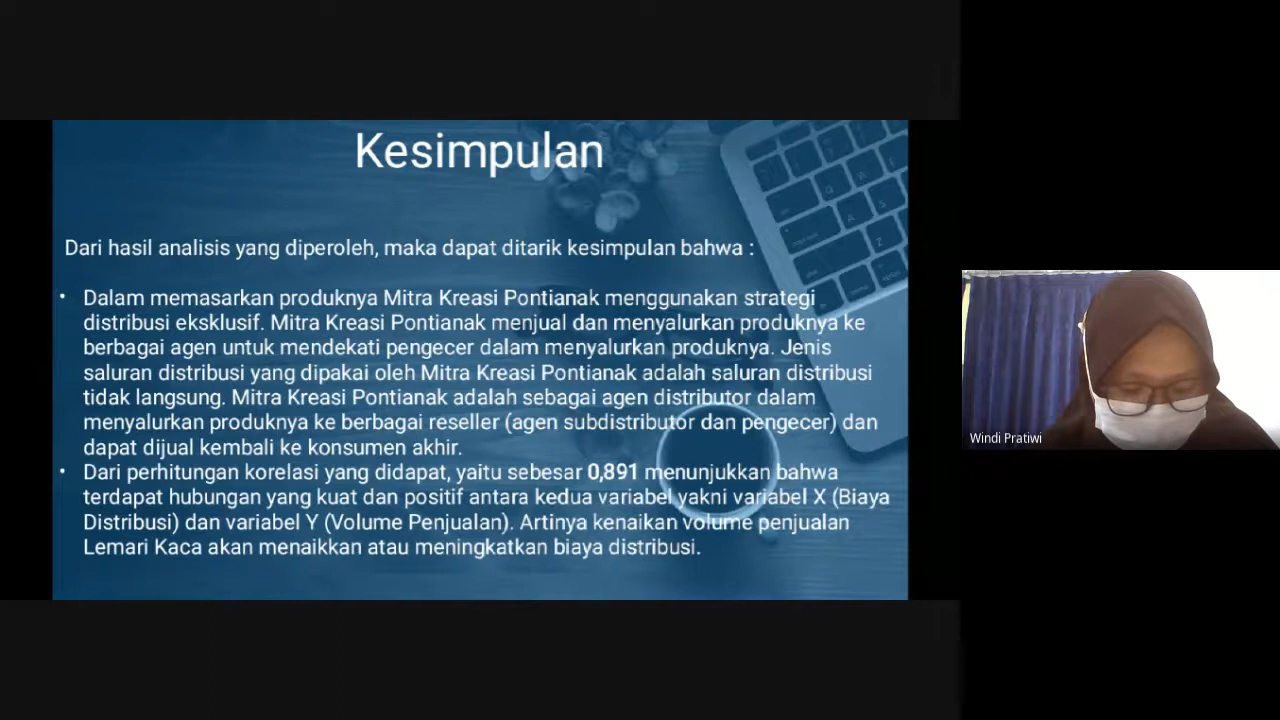 Kesimpulan
Dari hasil analisis yang diperoleh, maka dapat ditarik kesimpulan bahwa :
• Dalam memasarkan produknya Mitra Kreasi Pontianak menggunakan strategi
distribusi eksklusif. Mitra Kreasi Pontianak menjual dan menyalurkan produknya ke
berbagai agen untuk mendekati pengecer dalam menyalurkan produknya. Jenis
saluran distribusi yang dipakai oleh Mitra Kreasi Pontianak adalah saluran distribusi
tidak langsung. Mitra Kreasi Pontianak adalah sebagai agen distributor dalam
menyalurkan produknya ke berbagai reseller (agen subdistributor dan pengecer) dan
dapat dijual kembali ke konsumen akhir.
• Dari perhitungan korelasi yang didapat, yaitu sebesar 0,891 menunjukkan bahwa
terdapat hubungan yang kuat dan positif antara kedua variabel yakni variabel X (Biaya
Distribusi) dan variabel Y (Volume Penjualan). Artinya kenaikan volume penjualan
Lemari Kaca akan menaikkan atau meningkatkan biaya distribusi.
Windi Pratiwi